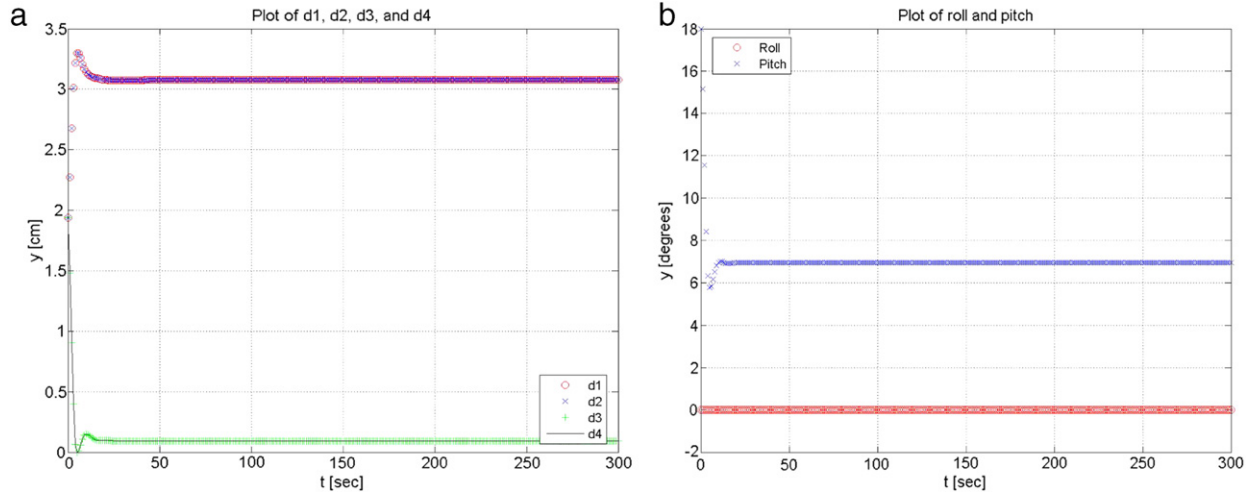 a
Plot of d1, d2, d3, and d4
3.5
3
2.5
2
1.5
1
0.5
0
y [cm]
0 50 100 150 200 250 300
t [sec]
d1
d2
d3
d4
b
Plot of roll and pitch
18
16
14
12
10
8
6
4
2
0
-2
y [degrees]
0 50 100 150 200 250 300
t [sec]
Roll
Pitch